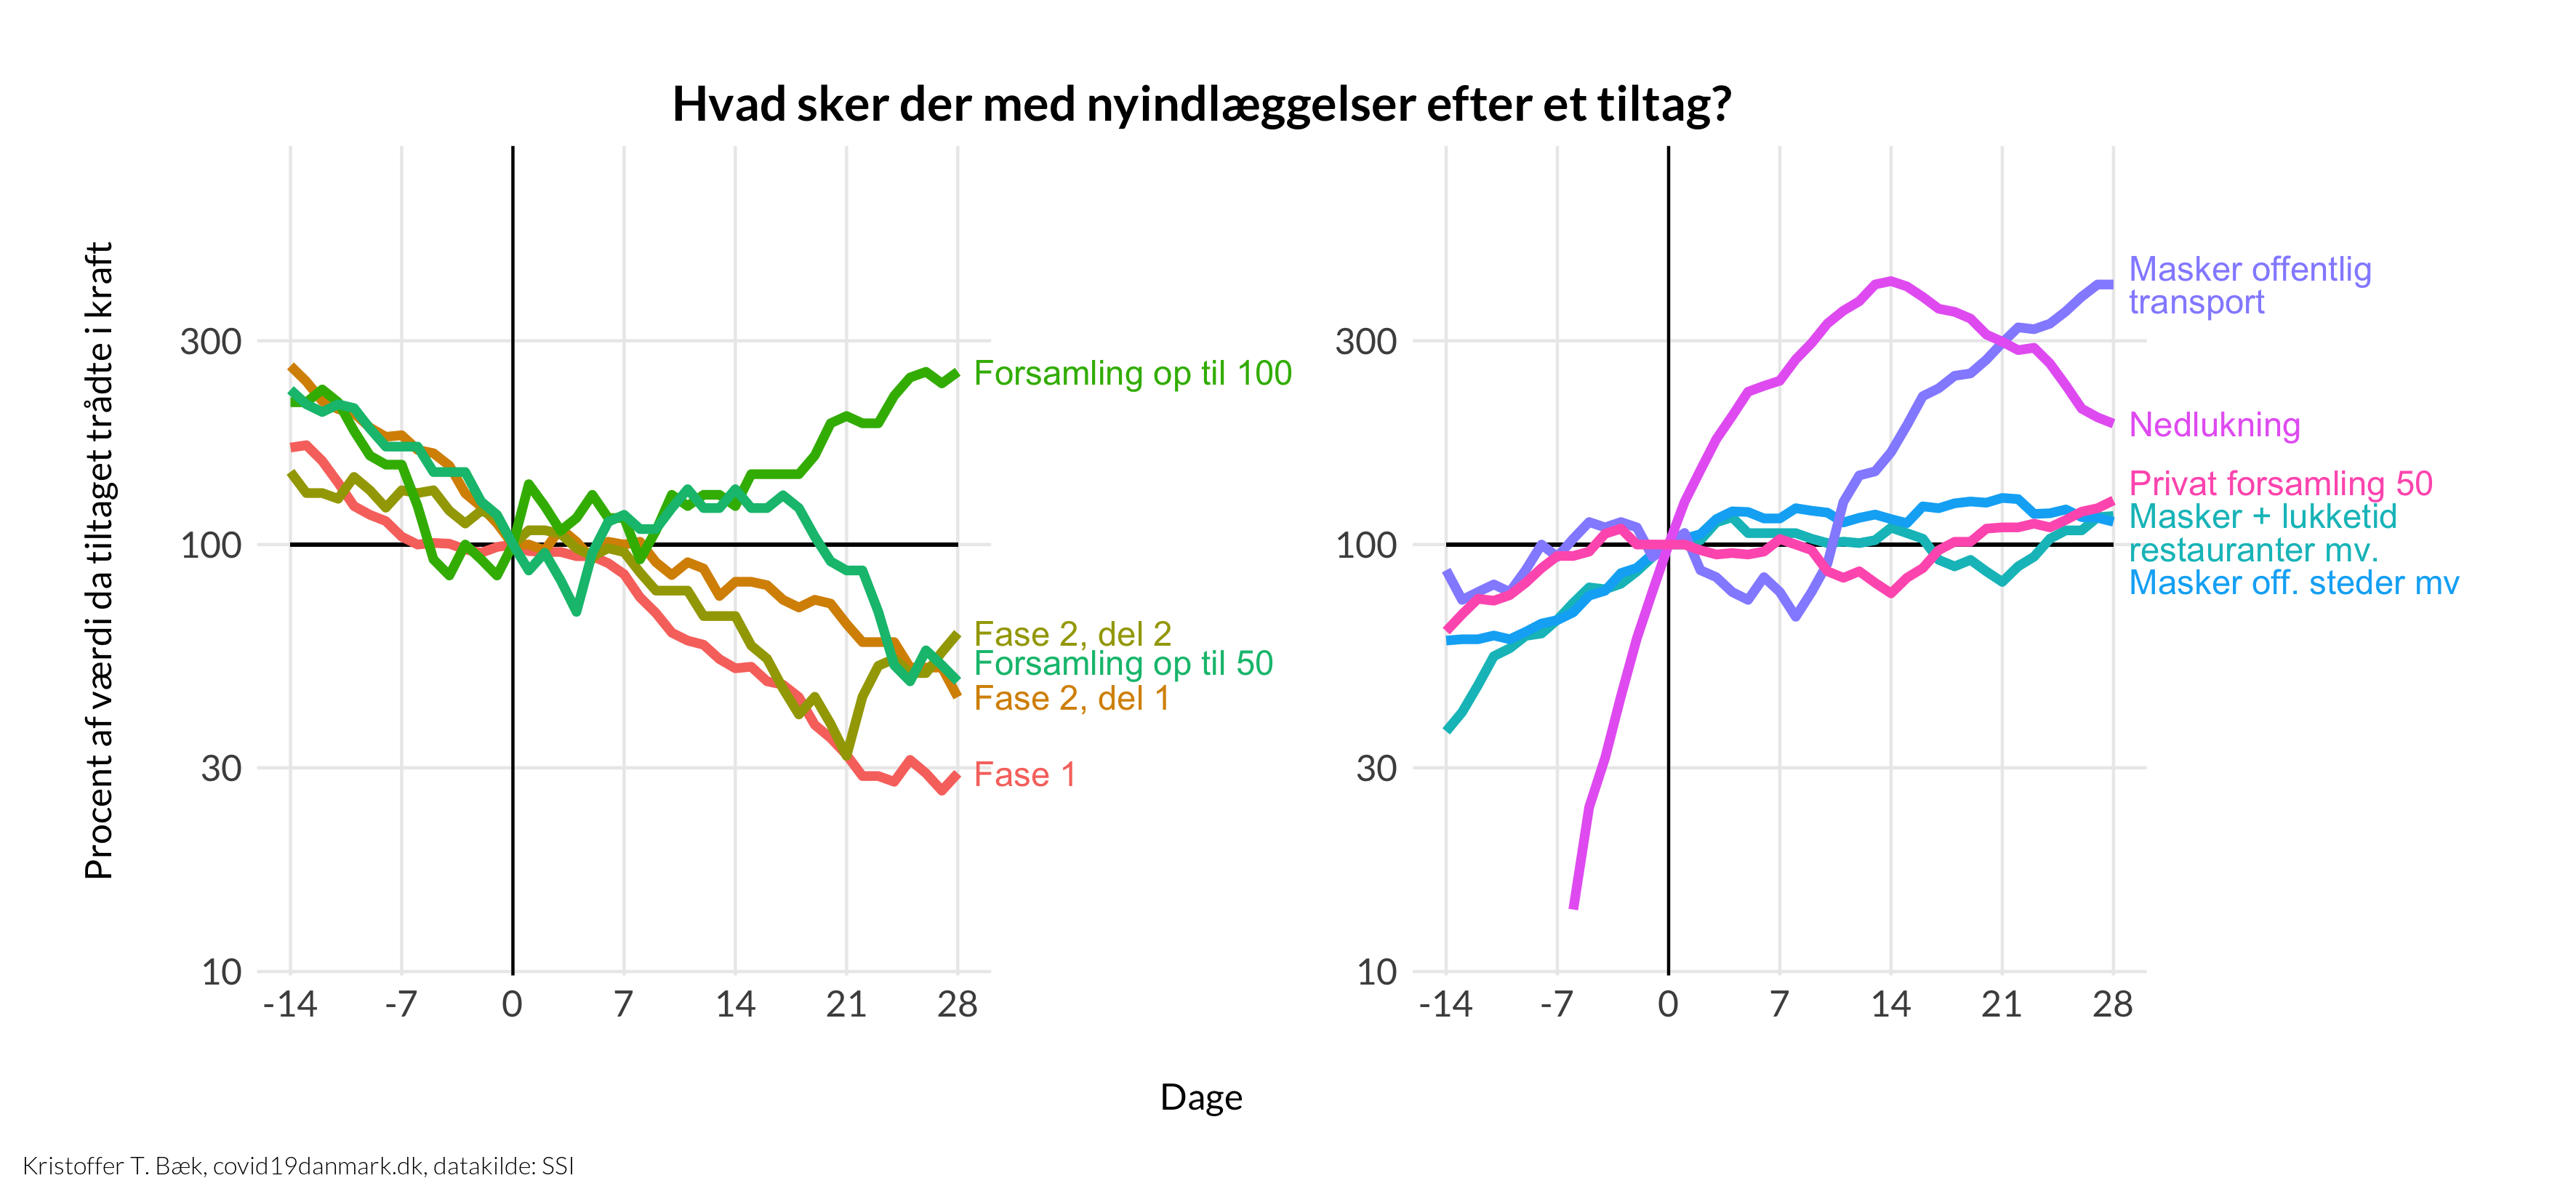 Hvad sker der med nyindlæggelser efter et tiltag?
Procent af værdi da tiltaget trådte i kraft
300
100
30
10
-14 -7 0 7 14 21 28
Forsamling op til 100
Fase 2, del 2
Forsamling op til 50
Fase 2, del 1
Fase 1
300
100
30
10
-14 -7 0 7 14 21 28
Masker offentlig
transport
Nedlukning
Privat forsamling 50
Masker + lukketid
restauranter mv.
Masker off. steder mv
Dage
Kristoffer T. Bæk, covid19danmark.dk, datakilde: SSI